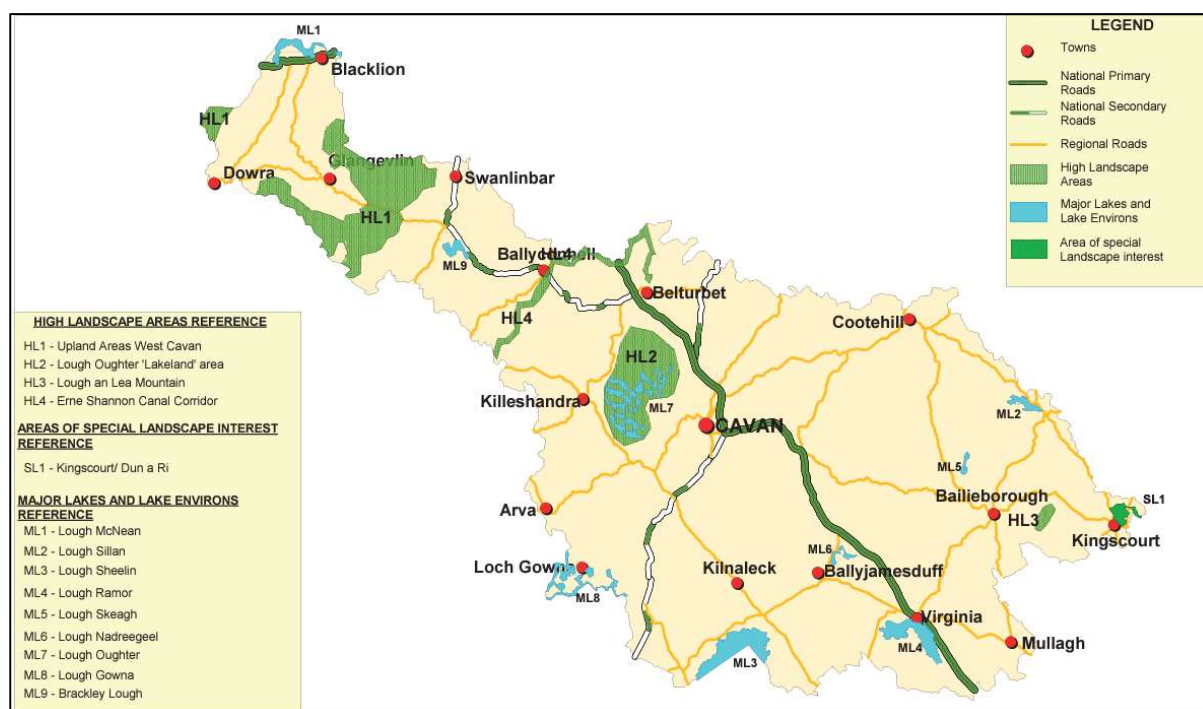 ML1
Blacklion
HL1
Glangevlin
Dowra
Swanlinbar
HL1
ML9
Ballyconnell
HL4
Belturbet
HL4
Cootehill
HL2
Killeshandra
ML7
ML2
CAVAN
ML5
Bailieborough
SL1
Arva
HL3
Kingscourt
ML6
Loch Gowna
Kilnaleck
Ballyjamesduff
ML8
Virginia
Mullagh
ML3
ML4
LEGEND
Towns
National Primary
Roads
National Secondary
Roads
Regional Roads
High Landscape
Areas
Major Lakes and
Lake Environs
Area of special
Landscape interest
HIGH LANDSCAPE AREAS REFERENCE
HL1 - Upland Areas West Cavan
HL2 - Lough Oughter 'Lakeland' area
HL3 - Lough an Lea Mountain
HL4 - Erne Shannon Canal Corridor
AREAS OF SPECIAL LANDSCAPE INTEREST
REFERENCE
SL1 - Kingscourt/ Dun a Ri
MAJOR LAKES AND LAKE ENVIRONS
REFERENCE
ML1 - Lough McNean
ML2 - Lough Sillan
ML3 - Lough Sheelin
ML4 - Lough Ramor
ML5 - Lough Skeagh
ML6 - Lough Nadreegeel
ML7 - Lough Oughter
ML8 - Lough Gowna
ML9 - Brackley Lough